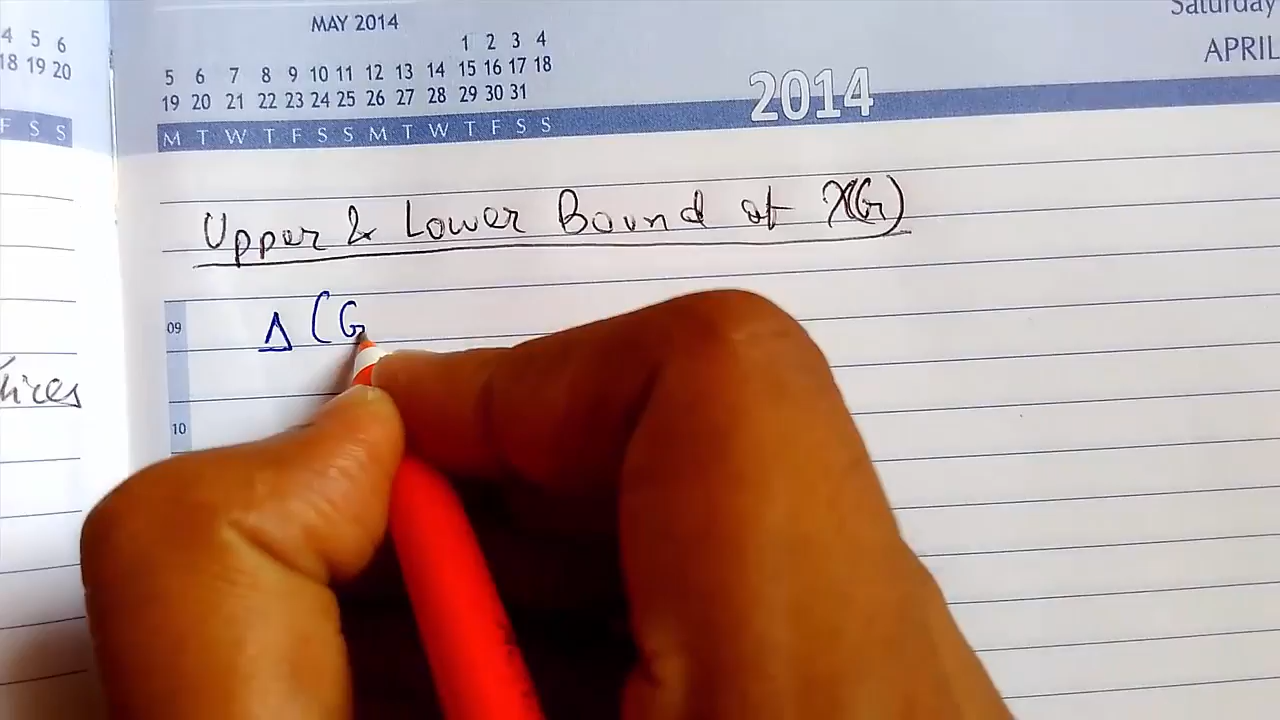 4 5 6
18 19 20
F S S
hices
MAY 2014
1 2 3 4
5 6 7 8 9 10 11 12 13 14 15 16 17 18
19 20 21 22 23 24 25 26 27 28 29 30 31
M T W T F S S M T W T F S S
2014
Saturday
APRIL
Upper & Lower Bound of X(G)
09 Δ (G
10